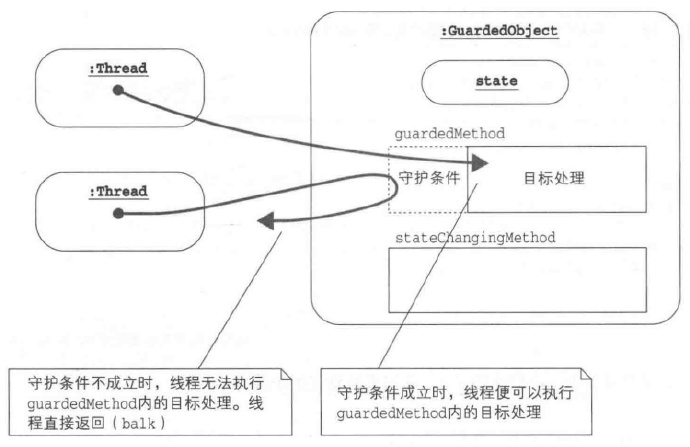 :GuardedObject
:Thread
state
guardedMethod
守护条件
目标处理
:Thread
stateChangingMethod
守护条件不成立时，线程无法执行
guardedMethod内的目标处理。线
程直接返回（balk）
守护条件成立时，线程便可以执行
guardedMethod内的目标处理